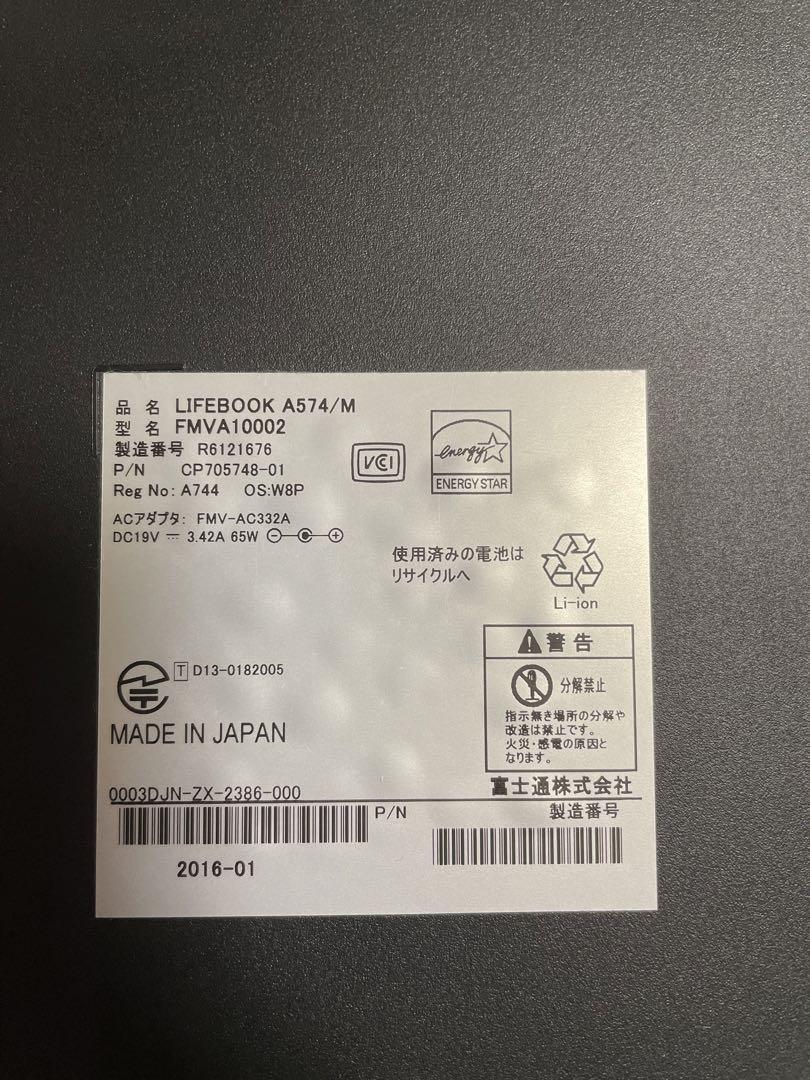 品 名 LIFEBOOK A574/M
型 名 FMVA10002
製造番号 R6121676
P/N CP705748-01
Reg No: A744 OS:W8P
VCI
energy
ENERGY STAR
ACアダプタ: FMV-AC332A
DC19V ⎓ 3.42A 65W
使用済みの電池は
リサイクルへ
Li-ion
警告
分解禁止
指示無き場所の分解や
改造は禁止です。
火災・感電の原因と
なります。
T D13-0182005
MADE IN JAPAN
富士通株式会社
0003DJN-ZX-2386-000
P/N
製造番号
2016-01